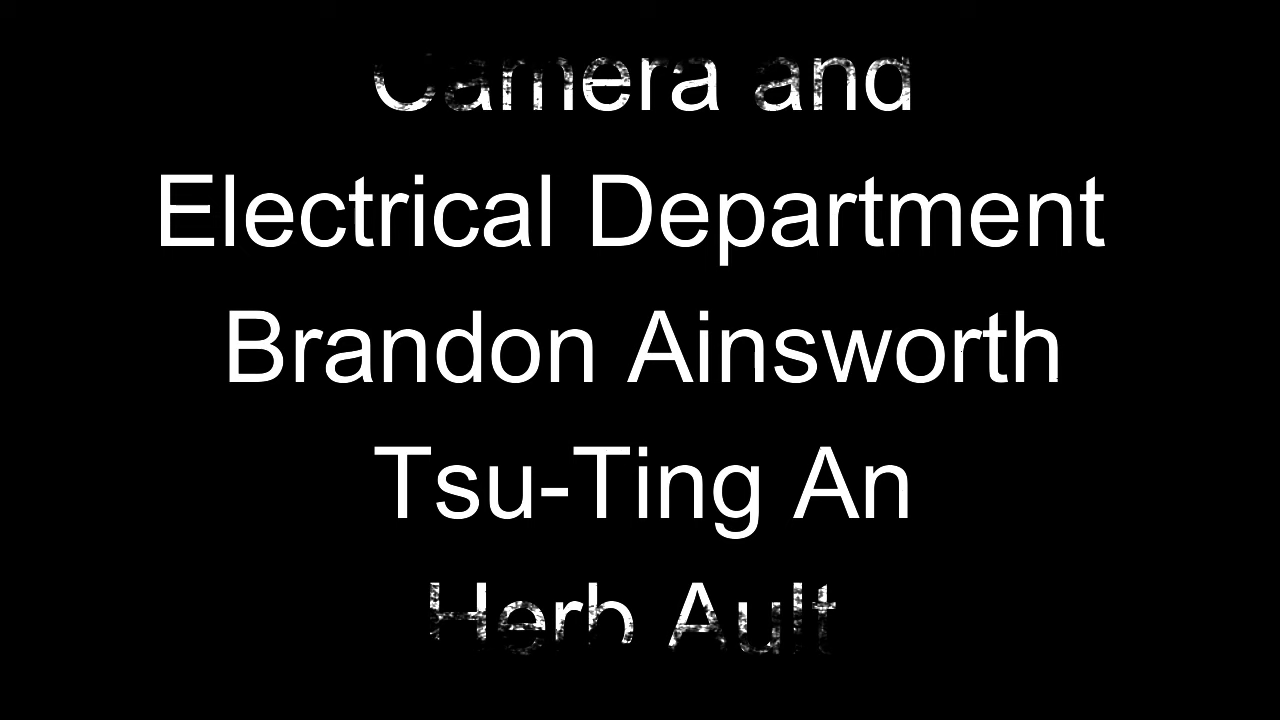 Camera and
Electrical Department
Brandon Ainsworth
Tsu-Ting An
Herb Ault